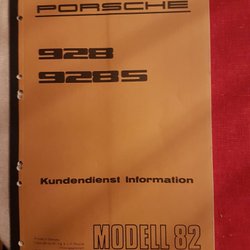 PORSCHE
928
928S
Kundendienst Information
MODELL 82